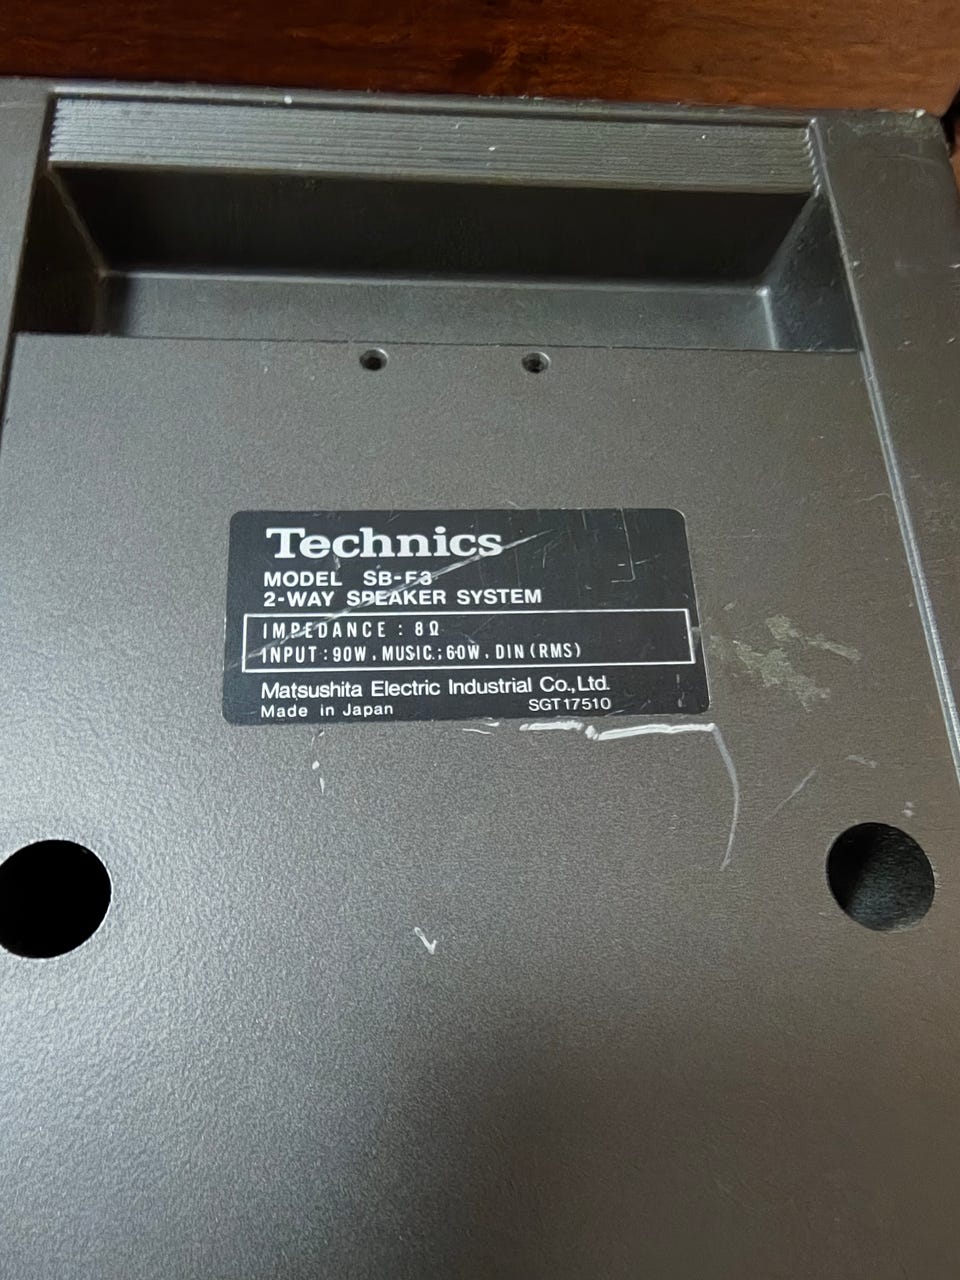 Technics
MODEL SB-F3
2-WAY SPEAKER SYSTEM
IMPEDANCE : 8Ω
INPUT : 90W , MUSIC.; 60W , DIN (RMS)
Matsushita Electric Industrial Co., Ltd.
Made in Japan SGT17510